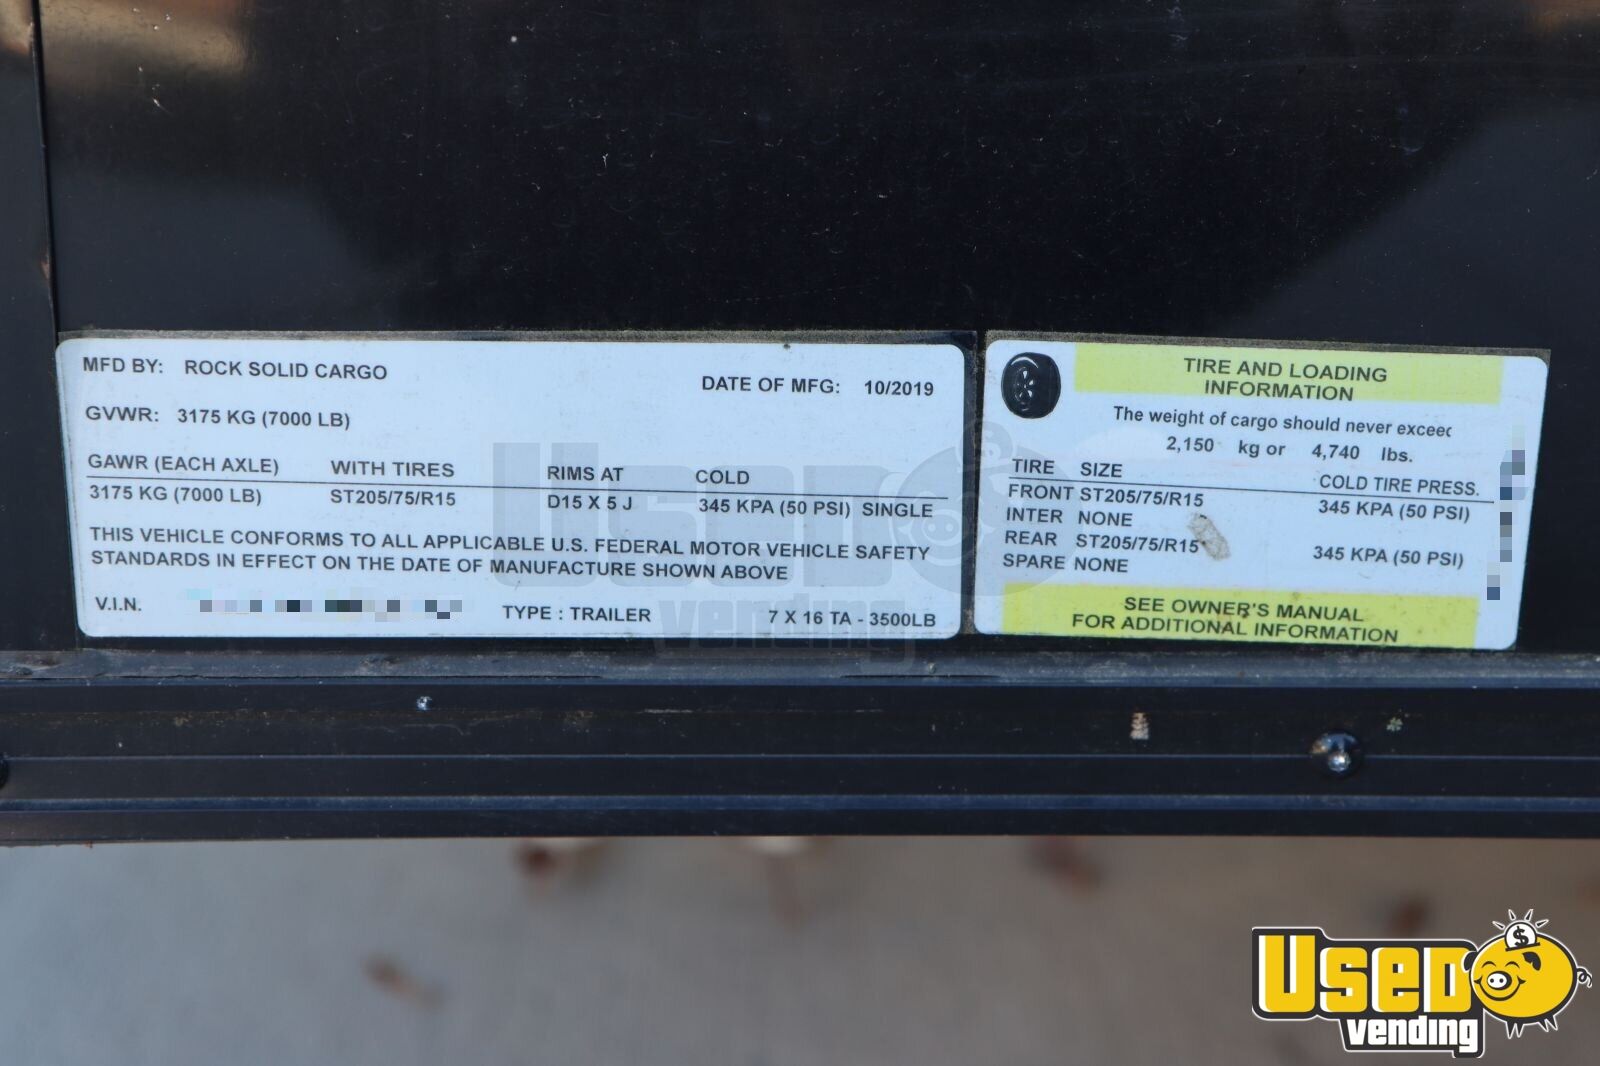 MFD BY: ROCK SOLID CARGO
DATE OF MFG: 10/2019
GVWR: 3175 KG (7000 LB)
GAWR (EACH AXLE) WITH TIRES RIMS AT COLD
3175 KG (7000 LB) ST205/75/R15 D15 X 5 J 345 KPA (50 PSI) SINGLE
THIS VEHICLE CONFORMS TO ALL APPLICABLE U.S. FEDERAL MOTOR VEHICLE SAFETY
STANDARDS IN EFFECT ON THE DATE OF MANUFACTURE SHOWN ABOVE
V.I.N. TYPE : TRAILER 7 X 16 TA - 3500LB
TIRE AND LOADING
INFORMATION
The weight of cargo should never exceed
2,150 kg or 4,740 lbs.
TIRE SIZE COLD TIRE PRESS.
FRONT ST205/75/R15 345 KPA (50 PSI)
INTER NONE
REAR ST205/75/R15 345 KPA (50 PSI)
SPARE NONE
SEE OWNER'S MANUAL
FOR ADDITIONAL INFORMATION
USED
vending
USED
vending